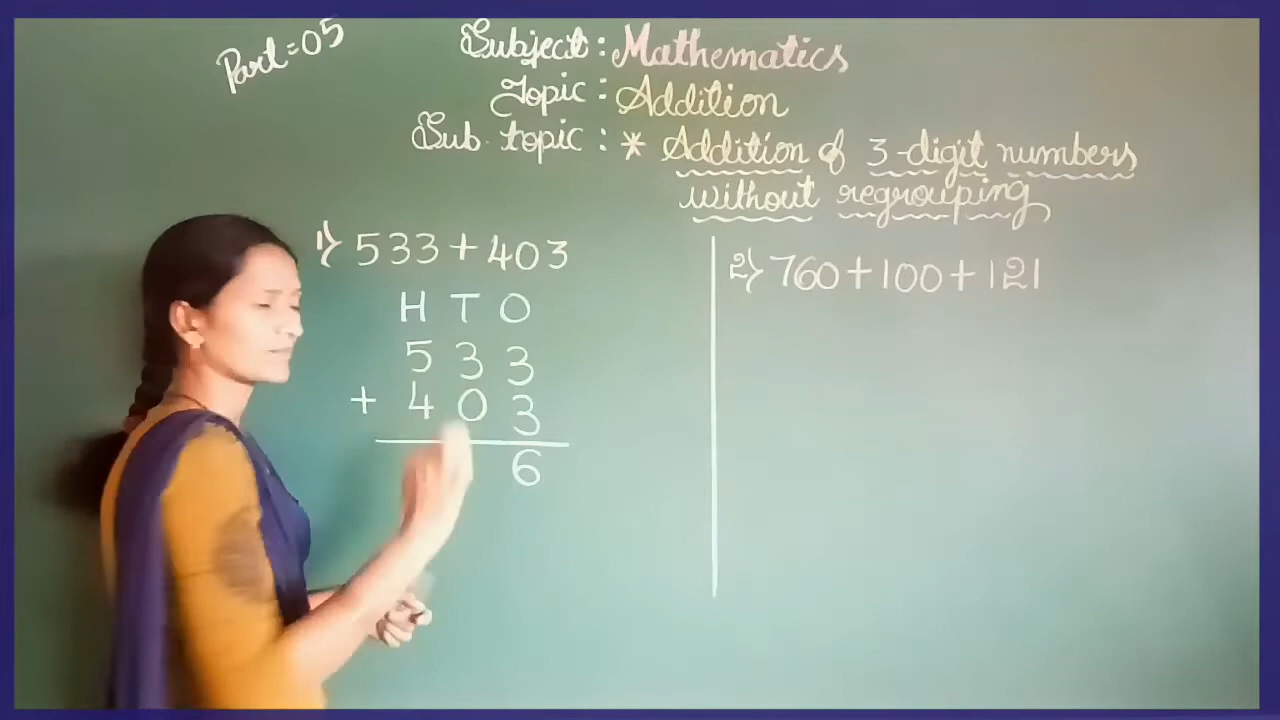 Part=05
Subject : Mathematics
Topic : Addition
Sub topic : * Addition of 3-digit numbers
without regrouping
1) 533+403
H T O
5 3 3
+ 4 0 3
6
2) 760+100+121